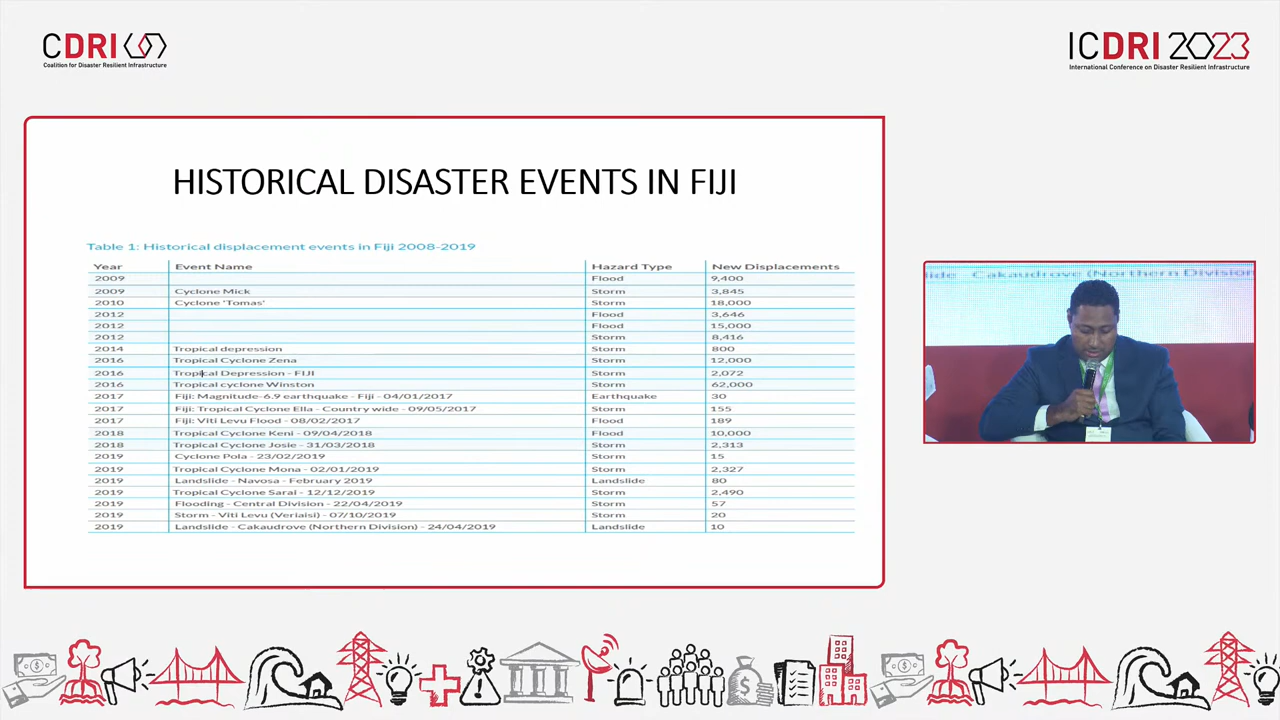 CDRI
Coalition for Disaster Resilient Infrastructure
ICDRI 2023
International Conference on Disaster Resilient Infrastructure
HISTORICAL DISASTER EVENTS IN FIJI
Table 1: Historical displacement events in Fiji 2008-2019
Year Event Name Hazard Type New Displacements
2009 Flood 9,400
2009 Cyclone Mick Storm 3,845
2010 Cyclone 'Tomas' Storm 18,000
2012 Flood 3,646
2012 Flood 15,000
2012 Storm 8,416
2014 Tropical depression Storm 800
2016 Tropical Cyclone Zena Storm 12,000
2016 Tropical Depression - FIJI Storm 2,072
2016 Tropical cyclone Winston Storm 62,000
2017 Fiji: Magnitude-6.9 earthquake - Fiji - 04/01/2017 Earthquake 30
2017 Fiji: Tropical Cyclone Ella - Country wide - 09/05/2017 Storm 155
2017 Fiji: Viti Levu Flood - 08/02/2017 Flood 189
2018 Tropical Cyclone Keni - 09/04/2018 Flood 10,000
2018 Tropical Cyclone Josie - 31/03/2018 Storm 2,313
2019 Cyclone Pola - 23/02/2019 Storm 15
2019 Tropical Cyclone Mona - 02/01/2019 Storm 2,327
2019 Landslide - Navosa - February 2019 Landslide 80
2019 Tropical Cyclone Sarai - 12/12/2019 Storm 2,490
2019 Flooding - Central Division - 22/04/2019 Storm 57
2019 Storm - Viti Levu (Veriaisi) - 07/10/2019 Storm 20
2019 Landslide - Cakaudrove (Northern Division) - 24/04/2019 Landslide 10
Cakaudrove (Northern Division